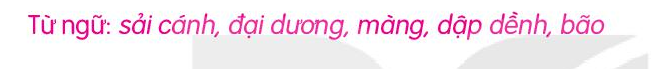 Từ ngữ: sải cánh, đại dương, màng, dập dềnh, bão